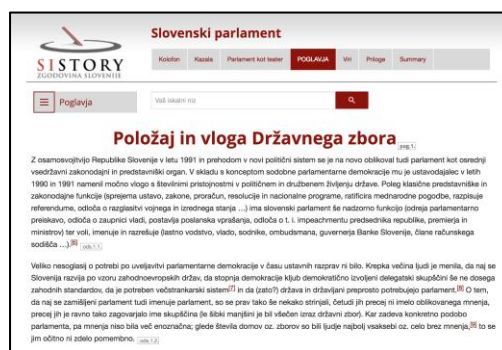 Slovenski parlament
SISTORY
ZGODOVINA SLOVENIJE
Kolofon Kazala Parlament kot teater POGLAVJA Viri Priloge Summary
Poglavja
Vaš iskalni niz
Položaj in vloga Državnega zbora pog.1.
Z osamosvojitvijo Republike Slovenije v letu 1991 in prehodom v novi politični sistem se je na novo oblikoval tudi parlament kot osrednji
vsedržavni zakonodajni in predstavniški organ. V skladu s konceptom sodobne parlamentarne demokracije mu je ustavodajalec v letih
1990 in 1991 namenil močno vlogo s številnimi pristojnostmi v političnem in družbenem življenju države. Poleg klasične predstavniške in
zakonodajne funkcije (sprejema ustavo, zakone, proračun, resolucije in nacionalne programe, ratificira mednarodne pogodbe, razpisuje
referendume, odloča o razglasitvi vojnega in izrednega stanja …) ima slovenski parlament še nadzorno funkcijo (odreja parlamentarno
preiskavo, odloča o zaupnici vladi, postavlja poslanska vprašanja, odloča o t. i. impeachmentu predsednika republike, premierja in
ministrov) ter voli, imenuje in razrešuje (lastno vodstvo, vlado, sodnike, ombudsmana, guvernerja Banke Slovenije, člane računskega
sodišča …).[6] ods.1.1.
Veliko nesoglasij o potrebi po uveljavitvi parlamentarne demokracije v času ustavnih razprav ni bilo. Krepka večina ljudi je menila, da naj se
Slovenija razvija po vzoru zahodnoevropskih držav, da stopnja demokracije kljub demokratično izvoljeni delegatski skupščini še ne dosega
zahodnih standardov, da je potreben večstrankarski sistem[7] in da (zato?) država in državljani preprosto potrebujejo parlament.[8] O tem,
da naj se zamišljeni parlament tudi imenuje parlament, so se prav tako še nekako strinjali, četudi jih precej ni imelo oblikovanega mnenja,
precej jih je ravno tako zagovarjalo ime skupščina (le šibki manjšini je bil všečen izraz državni zbor). Kar zadeva konkretno podobo
parlamenta, pa mnenja niso bila več enoznačna; glede števila domov oz. zborov so bili ljudje najbolj vsaksebi oz. celo brez mnenja,[9] to se
jim očitno ni zdelo pomembno. ods.1.2.